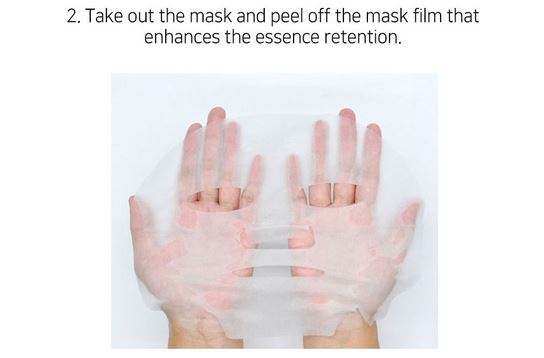 2. Take out the mask and peel off the mask film that
enhances the essence retention.